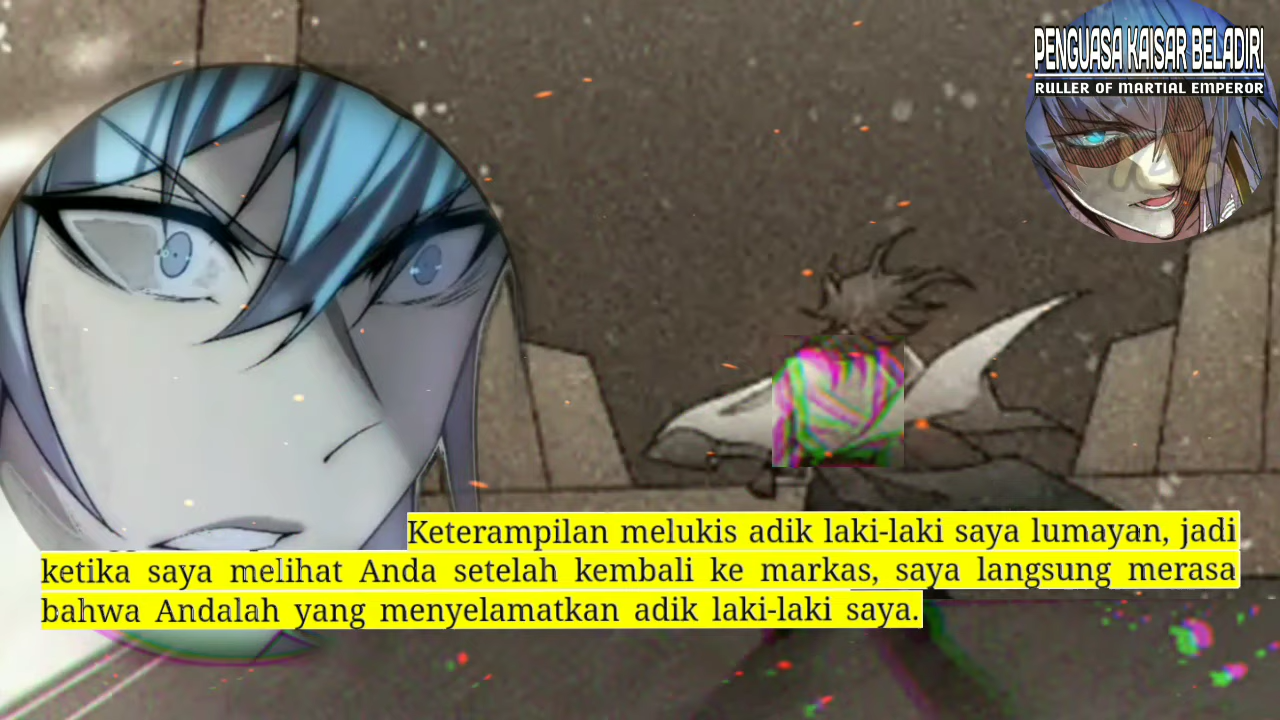 PENGUASA KAISAR BELADIRI
RULLER OF MARTIAL EMPEROR
Keterampilan melukis adik laki-laki saya lumayan, jadi
ketika saya melihat Anda setelah kembali ke markas, saya langsung merasa
bahwa Andalah yang menyelamatkan adik laki-laki saya.